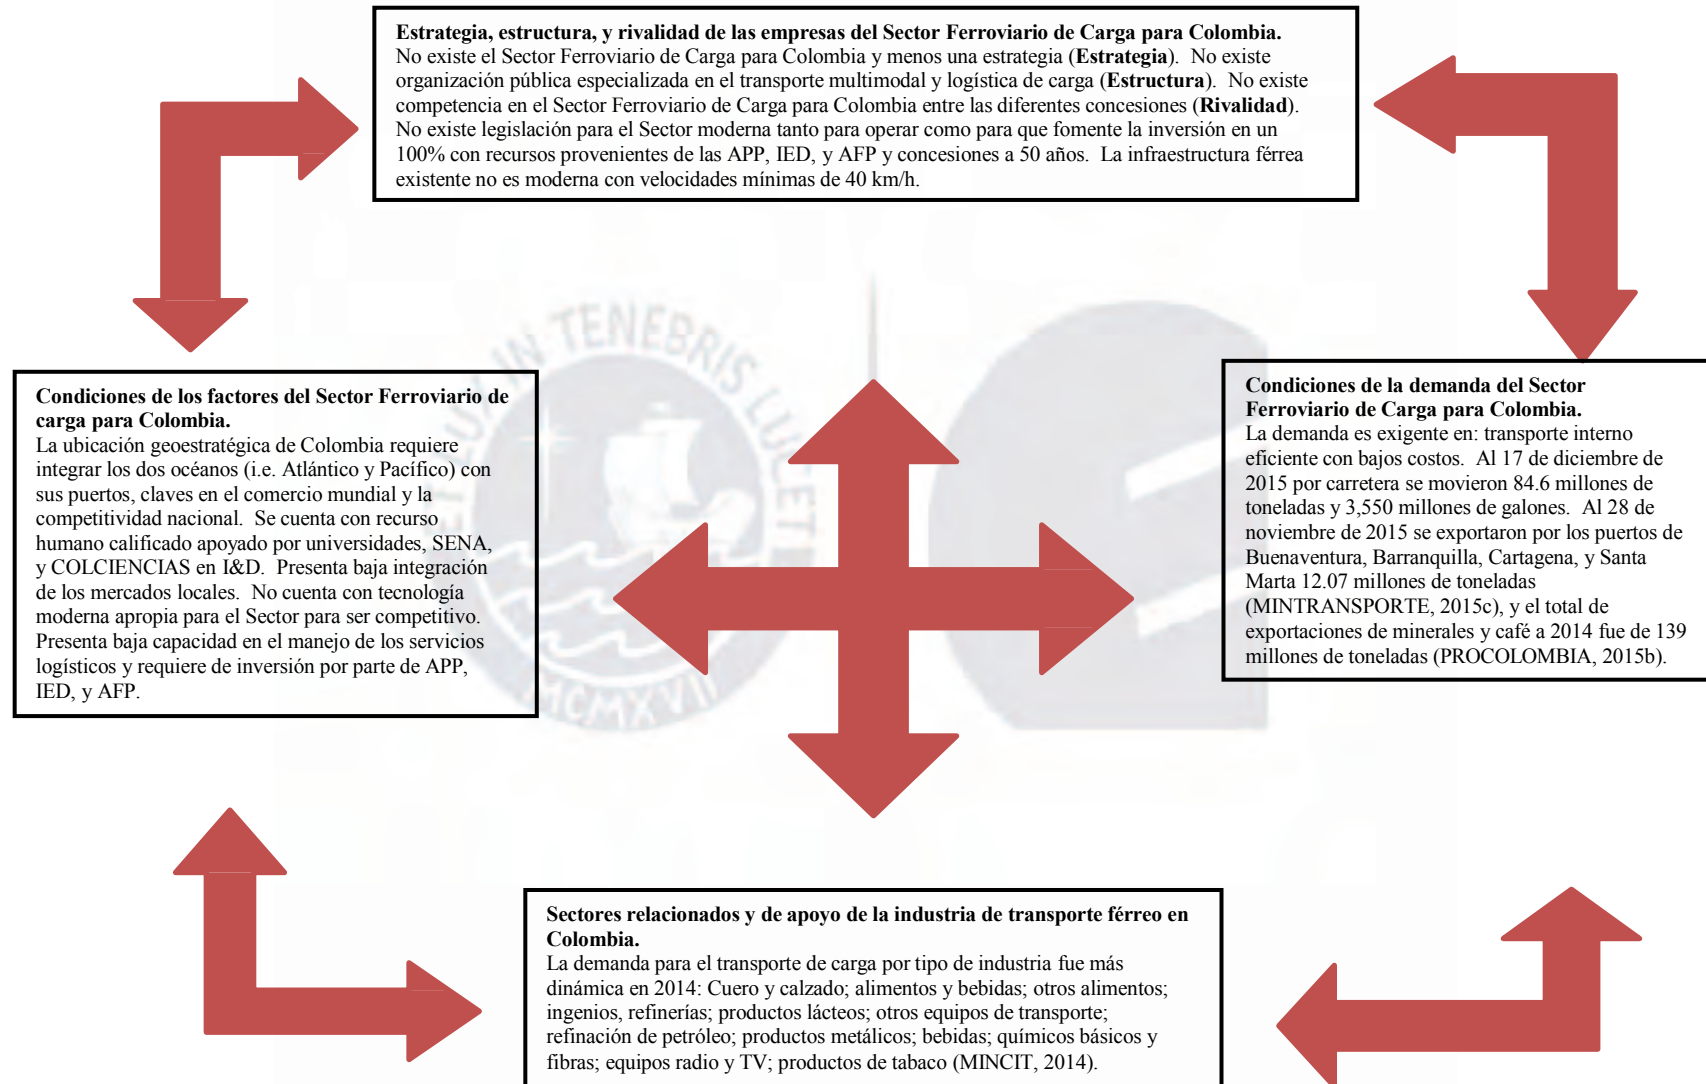 Estrategia, estructura, y rivalidad de las empresas del Sector Ferroviario de Carga para Colombia.
No existe el Sector Ferroviario de Carga para Colombia y menos una estrategia (Estrategia). No existe
organización pública especializada en el transporte multimodal y logística de carga (Estructura). No existe
competencia en el Sector Ferroviario de Carga para Colombia entre las diferentes concesiones (Rivalidad).
No existe legislación para el Sector moderna tanto para operar como para que fomente la inversión en un
100% con recursos provenientes de las APP, IED, y AFP y concesiones a 50 años. La infraestructura férrea
existente no es moderna con velocidades mínimas de 40 km/h.
Condiciones de los factores del Sector Ferroviario de
carga para Colombia.
La ubicación geoestratégica de Colombia requiere
integrar los dos océanos (i.e. Atlántico y Pacífico) con
sus puertos, claves en el comercio mundial y la
competitividad nacional. Se cuenta con recurso
humano calificado apoyado por universidades, SENA,
y COLCIENCIAS en I&D. Presenta baja integración
de los mercados locales. No cuenta con tecnología
moderna apropia para el Sector para ser competitivo.
Presenta baja capacidad en el manejo de los servicios
logísticos y requiere de inversión por parte de APP,
IED, y AFP.
ET LUX IN TENEBRIS LUCET
MCMXVII
Condiciones de la demanda del Sector
Ferroviario de Carga para Colombia.
La demanda es exigente en: transporte interno
eficiente con bajos costos. Al 17 de diciembre de
2015 por carretera se movieron 84.6 millones de
toneladas y 3,550 millones de galones. Al 28 de
noviembre de 2015 se exportaron por los puertos de
Buenaventura, Barranquilla, Cartagena, y Santa
Marta 12.07 millones de toneladas
(MINTRANSPORTE, 2015c), y el total de
exportaciones de minerales y café a 2014 fue de 139
millones de toneladas (PROCOLOMBIA, 2015b).
Sectores relacionados y de apoyo de la industria de transporte férreo en
Colombia.
La demanda para el transporte de carga por tipo de industria fue más
dinámica en 2014: Cuero y calzado; alimentos y bebidas; otros alimentos;
ingenios, refinerías; productos lácteos; otros equipos de transporte;
refinación de petróleo; productos metálicos; bebidas; químicos básicos y
fibras; equipos radio y TV; productos de tabaco (MINCIT, 2014).